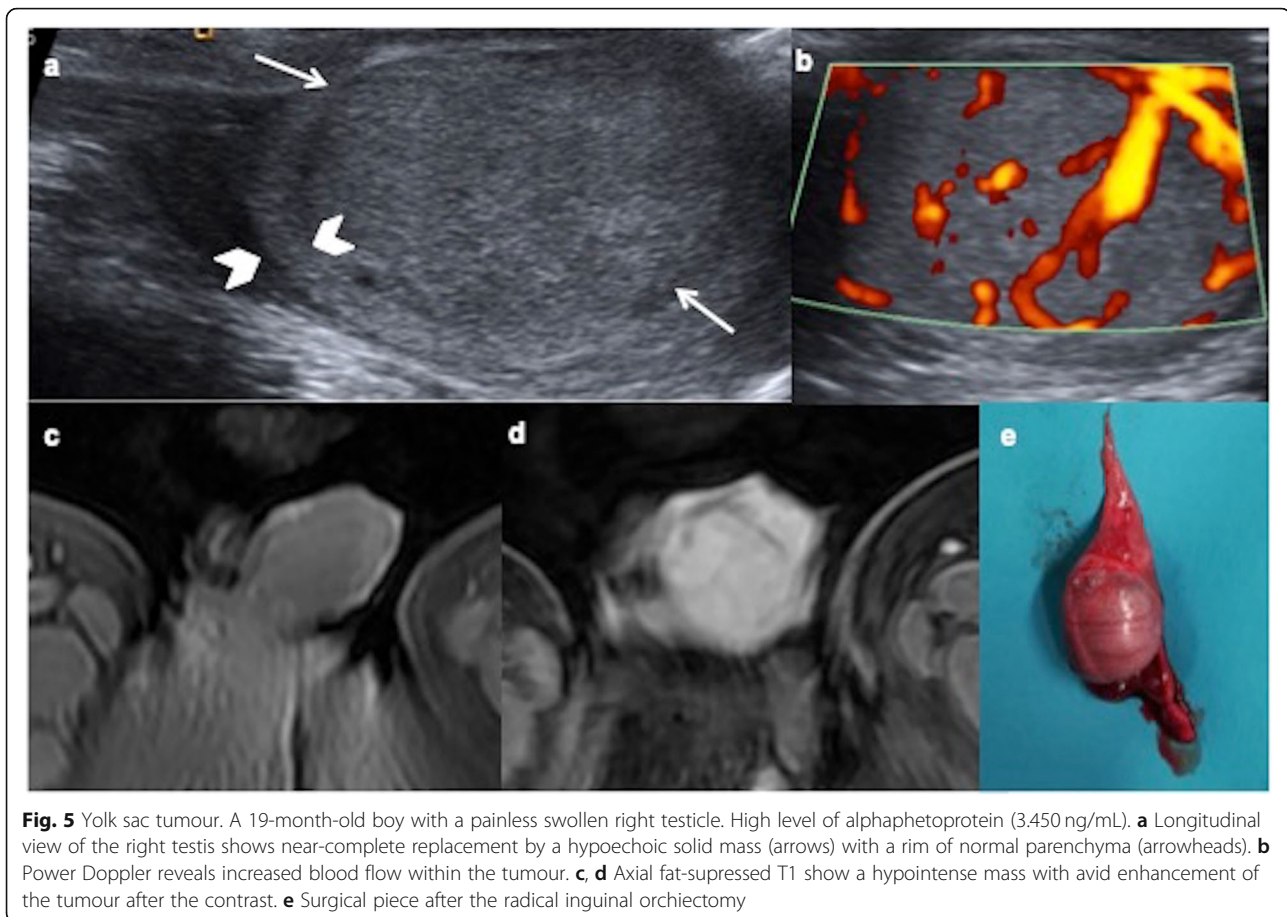 a
b
c
d
e
Fig. 5 Yolk sac tumour. A 19-month-old boy with a painless swollen right testicle. High level of alphaphetoprotein (3.450 ng/mL). a Longitudinal
view of the right testis shows near-complete replacement by a hypoechoic solid mass (arrows) with a rim of normal parenchyma (arrowheads). b
Power Doppler reveals increased blood flow within the tumour. c, d Axial fat-supressed T1 show a hypointense mass with avid enhancement of
the tumour after the contrast. e Surgical piece after the radical inguinal orchiectomy